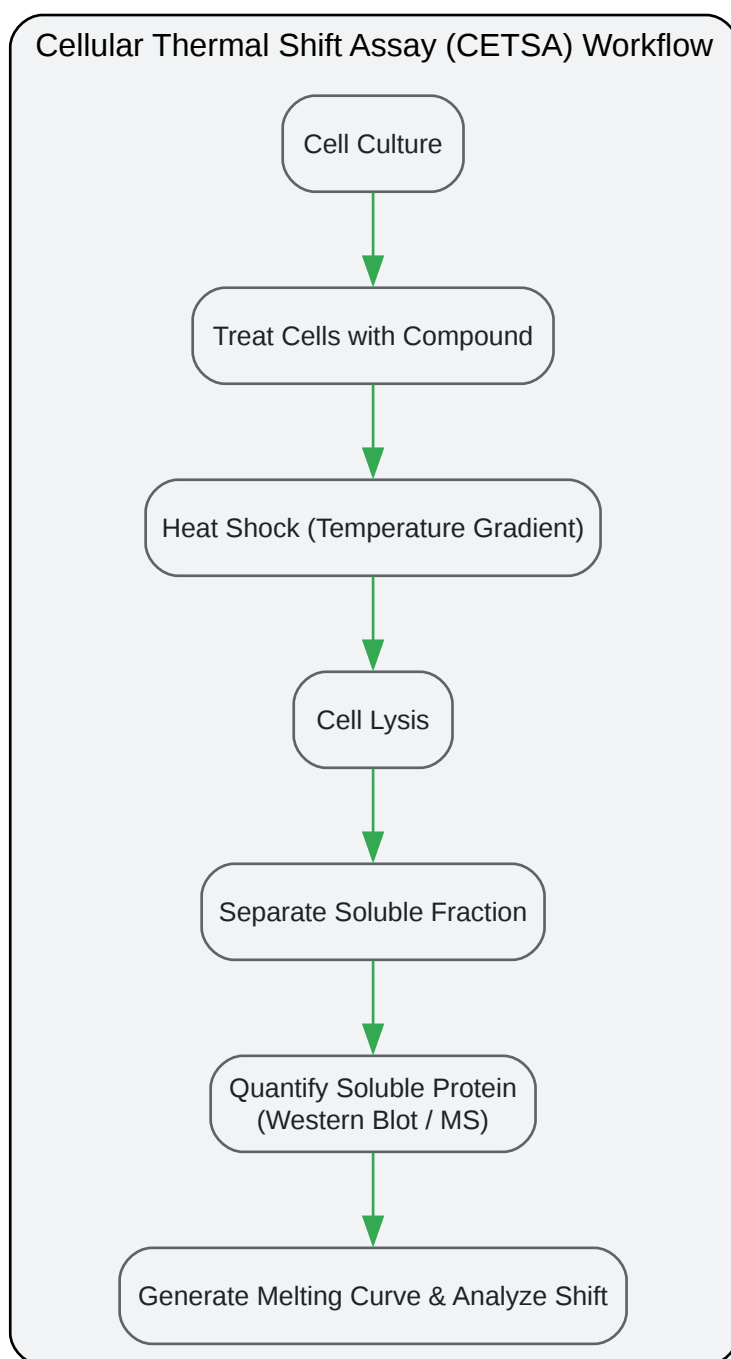 Cellular Thermal Shift Assay (CETSA) Workflow
Cell Culture
Treat Cells with Compound
Heat Shock (Temperature Gradient)
Cell Lysis
Separate Soluble Fraction
Quantify Soluble Protein
(Western Blot / MS)
Generate Melting Curve & Analyze Shift